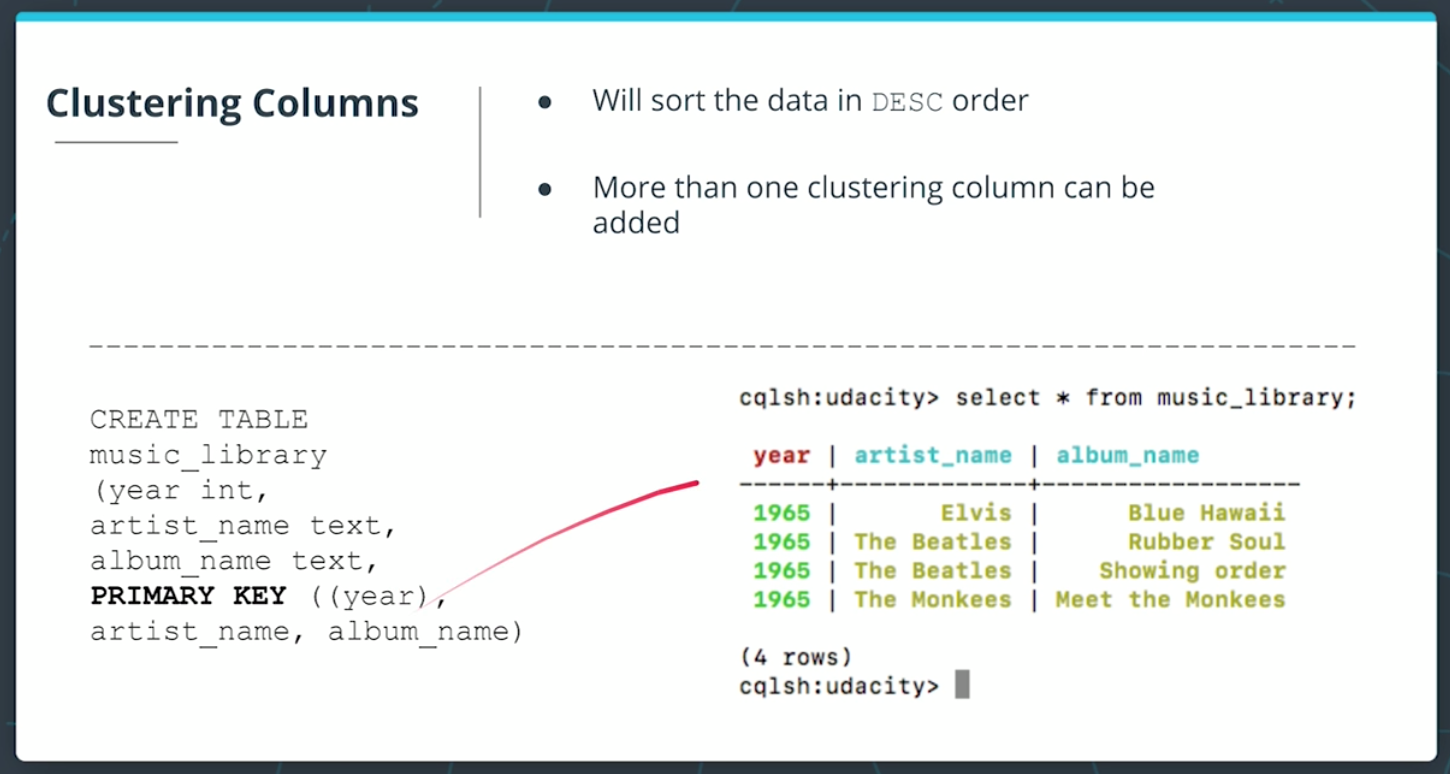 Clustering Columns
● Will sort the data in DESC order
● More than one clustering column can be
added
CREATE TABLE
music_library
(year int,
artist_name text,
album_name text,
PRIMARY KEY ((year),
artist_name, album_name)
cqlsh:udacity> select * from music_library;
year | artist_name | album_name
------+-------------+------------------
1965 | Elvis | Blue Hawaii
1965 | The Beatles | Rubber Soul
1965 | The Beatles | Showing order
1965 | The Monkees | Meet the Monkees
(4 rows)
cqlsh:udacity>